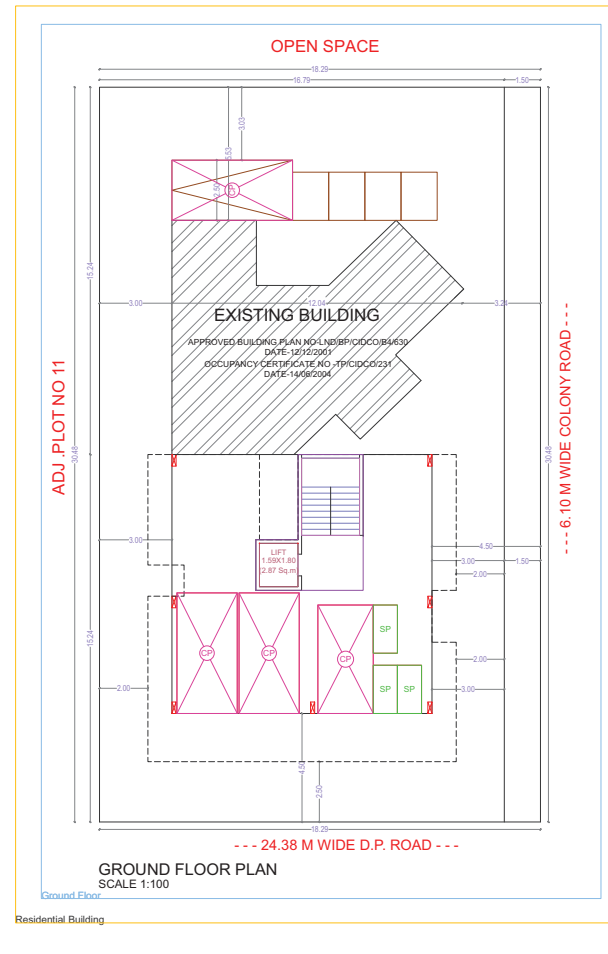 OPEN SPACE
18.29
16.79
1.50
3.03
5.53
2.50
CP
15.24
3.00
12.04
3.24
EXISTING BUILDING
APPROVED BUILDING PLAN NO-LND/BP/CIDCO/B4/630
DATE-12/12/2001
OCCUPANCY CERTIFICATE NO -TP/CIDCO/231
DATE-14/06/2004
ADJ .PLOT NO 11
30.48
30.48
- - - 6.10 M WIDE COLONY ROAD - - -
3.00
LIFT
1.59X1.80
2.87 Sq.m
4.50
3.00
1.50
2.00
15.24
SP
CP
CP
CP
2.00
2.00
SP
SP
3.00
4.50
2.50
18.29
- - - 24.38 M WIDE D.P. ROAD - - -
GROUND FLOOR PLAN
SCALE 1:100
Ground Floor
Residential Building